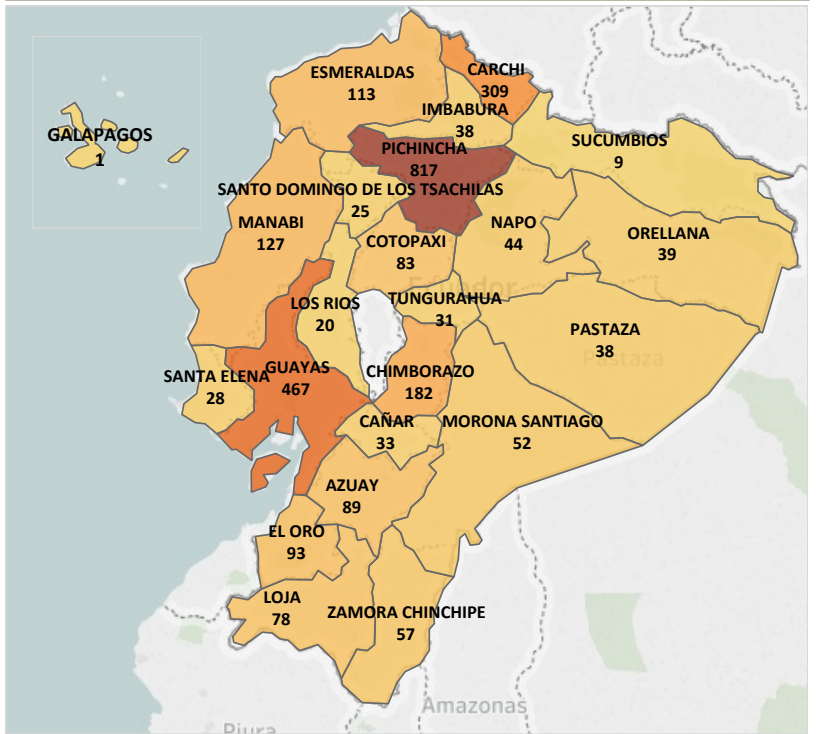 ESMERALDAS
113
CARCHI
309
IMBABURA
38
GALAPAGOS
1
PICHINCHA
817
SUCUMBIOS
9
SANTO DOMINGO DE LOS TSACHILAS
25
MANABI
127
COTOPAXI
83
NAPO
44
ORELLANA
39
Ecuador
LOS RIOS
20
TUNGURAHUA
31
PASTAZA
38
Pastaza
SANTA ELENA
28
GUAYAS
467
CHIMBORAZO
182
CAÑAR
33
MORONA SANTIAGO
52
AZUAY
89
EL ORO
93
LOJA
78
ZAMORA CHINCHIPE
57
Amazonas
Piura